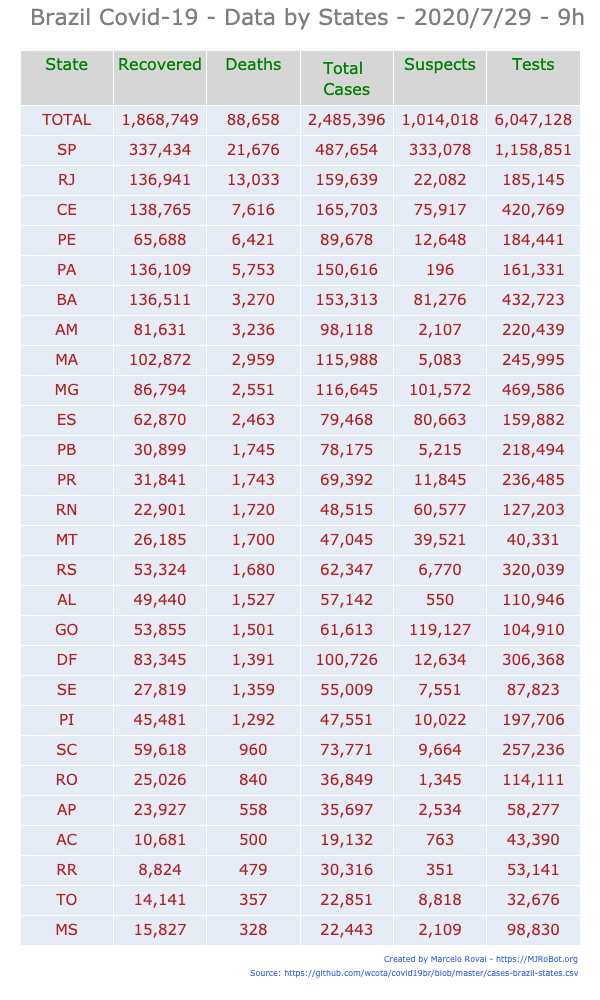 Brazil Covid-19 - Data by States - 2020/7/29 - 9h
State Recovered Deaths Total Cases Suspects Tests
TOTAL 1,868,749 88,658 2,485,396 1,014,018 6,047,128
SP 337,434 21,676 487,654 333,078 1,158,851
RJ 136,941 13,033 159,639 22,082 185,145
CE 138,765 7,616 165,703 75,917 420,769
PE 65,688 6,421 89,678 12,648 184,441
PA 136,109 5,753 150,616 196 161,331
BA 136,511 3,270 153,313 81,276 432,723
AM 81,631 3,236 98,118 2,107 220,439
MA 102,872 2,959 115,988 5,083 245,995
MG 86,794 2,551 116,645 101,572 469,586
ES 62,870 2,463 79,468 80,663 159,882
PB 30,899 1,745 78,175 5,215 218,494
PR 31,841 1,743 69,392 11,845 236,485
RN 22,901 1,720 48,515 60,577 127,203
MT 26,185 1,700 47,045 39,521 40,331
RS 53,324 1,680 62,347 6,770 320,039
AL 49,440 1,527 57,142 550 110,946
GO 53,855 1,501 61,613 119,127 104,910
DF 83,345 1,391 100,726 12,634 306,368
SE 27,819 1,359 55,009 7,551 87,823
PI 45,481 1,292 47,551 10,022 197,706
SC 59,618 960 73,771 9,664 257,236
RO 25,026 840 36,849 1,345 114,111
AP 23,927 558 35,697 2,534 58,277
AC 10,681 500 19,132 763 43,390
RR 8,824 479 30,316 351 53,141
TO 14,141 357 22,851 8,818 32,676
MS 15,827 328 22,443 2,109 98,830
Created by Marcelo Rovai - https://MJRoBot.org
Source: https://github.com/wcota/covid19br/blob/master/cases-brazil-states.csv